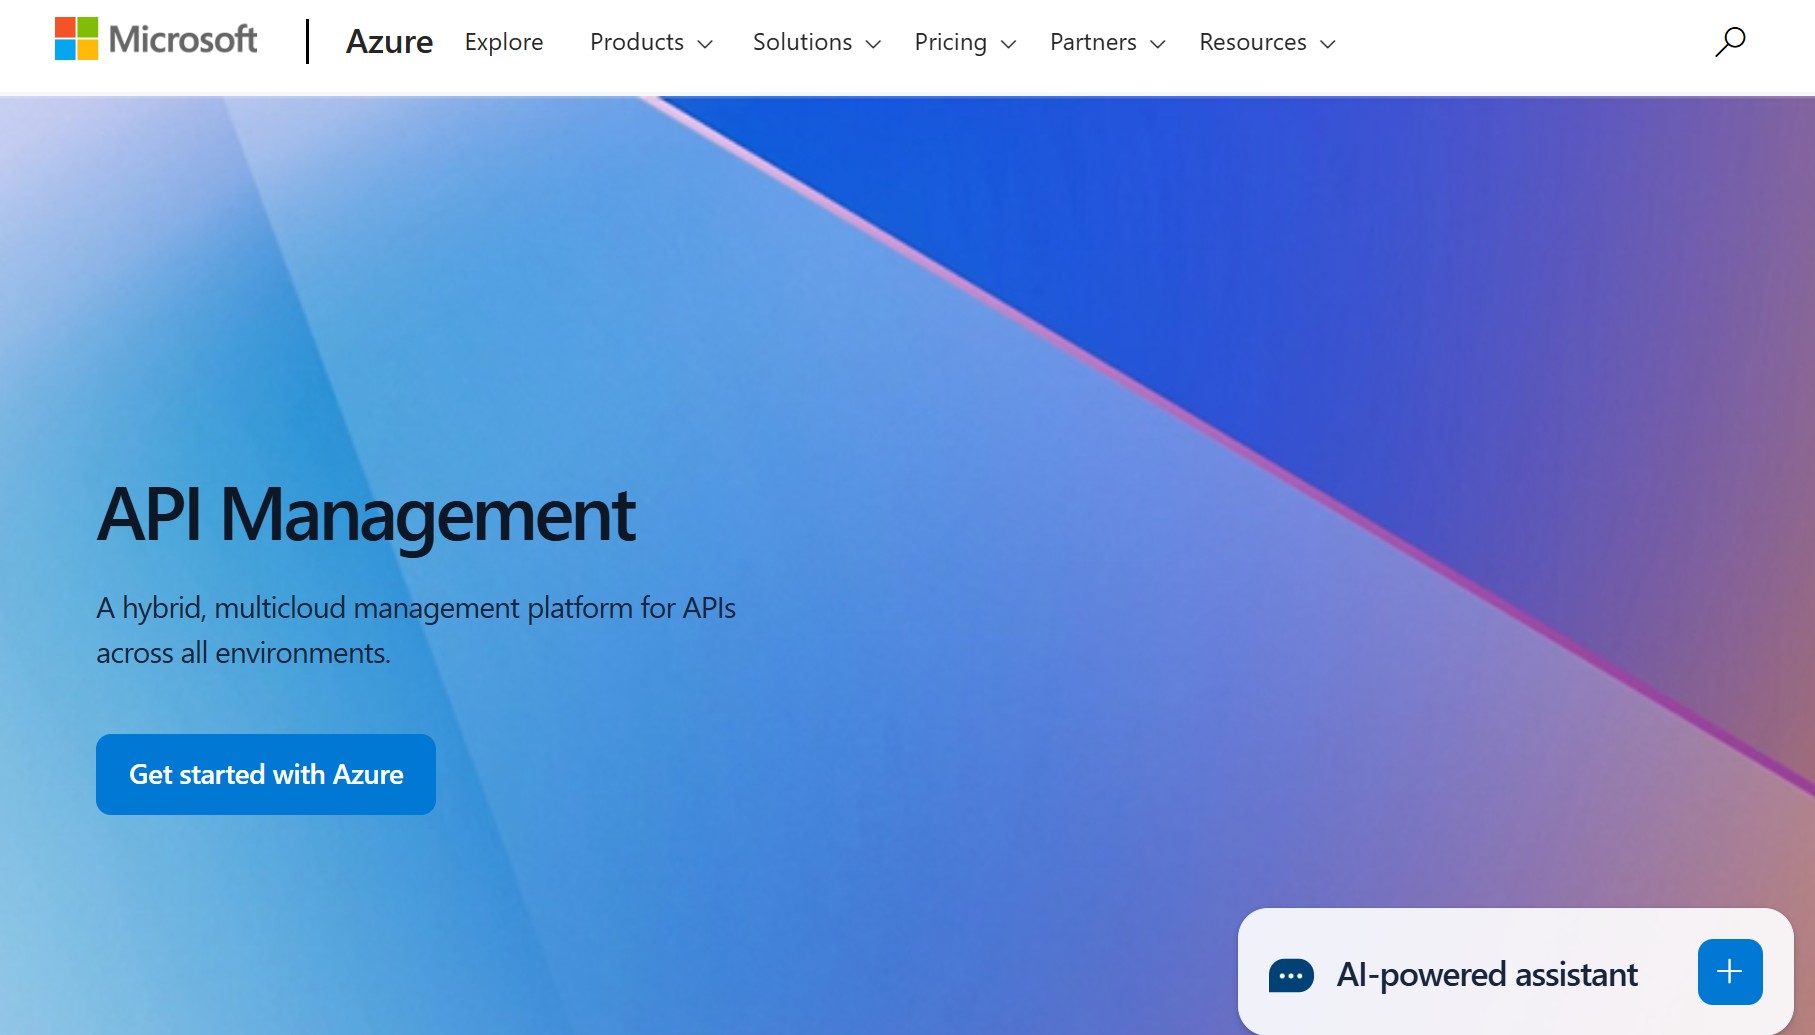 Microsoft
Azure Explore Products Solutions Pricing Partners Resources
API Management
A hybrid, multicloud management platform for APIs
across all environments.
Get started with Azure
AI-powered assistant